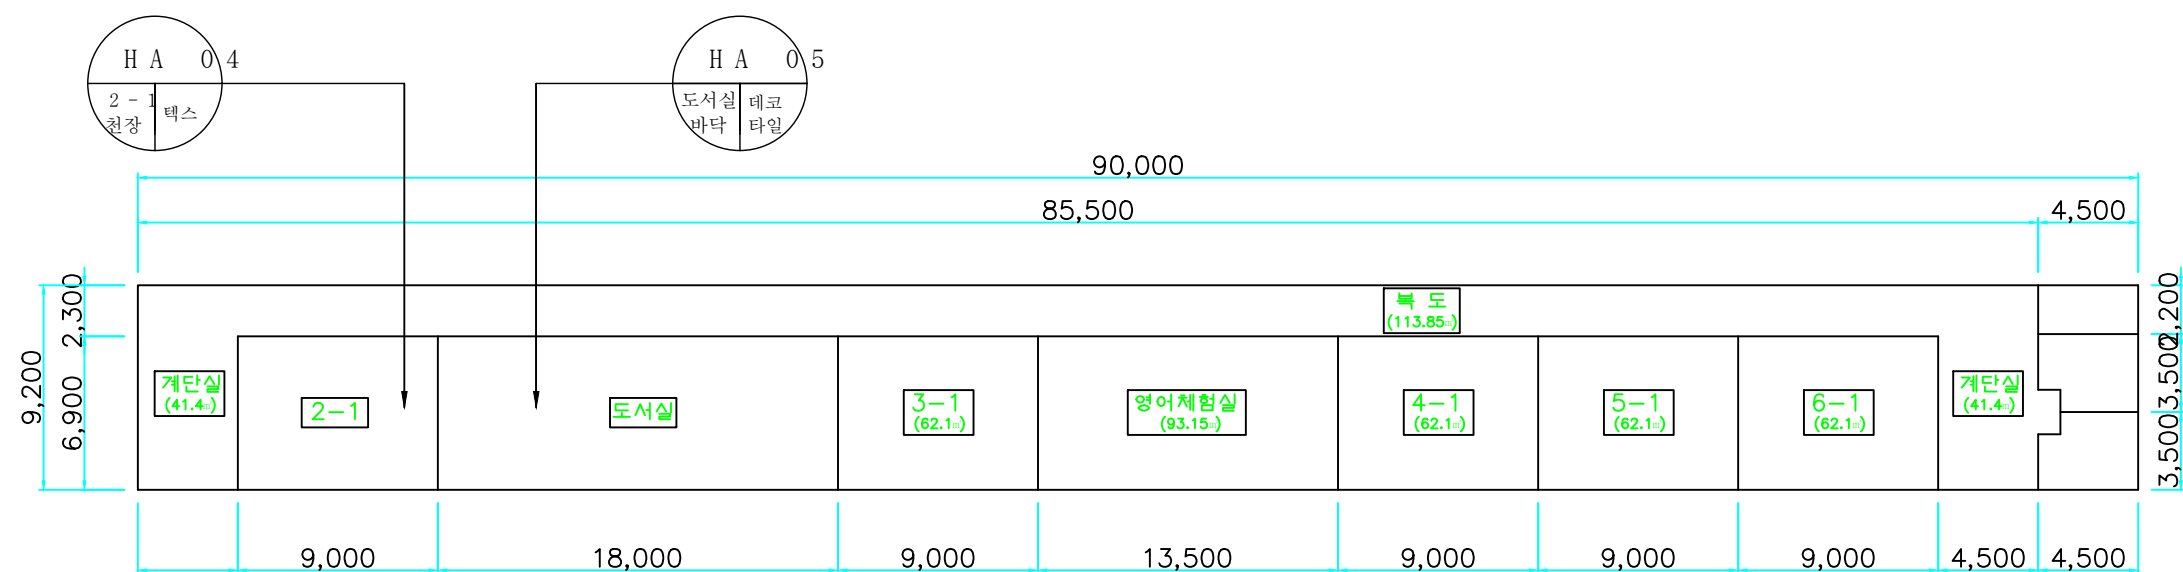 HA 04
2-1
천장
텍스
HA 05
도서실
바닥
데코
타일
90,000
85,500
4,500
2,300
6,900
9,200
2,200
3,500
3,500
복 도
(113.85㎡)
계단실
(41.4㎡)
2-1
도서실
3-1
(62.1㎡)
영어체험실
(93.15㎡)
4-1
(62.1㎡)
5-1
(62.1㎡)
6-1
(62.1㎡)
계단실
(41.4㎡)
9,000
18,000
9,000
13,500
9,000
9,000
9,000
4,500
4,500